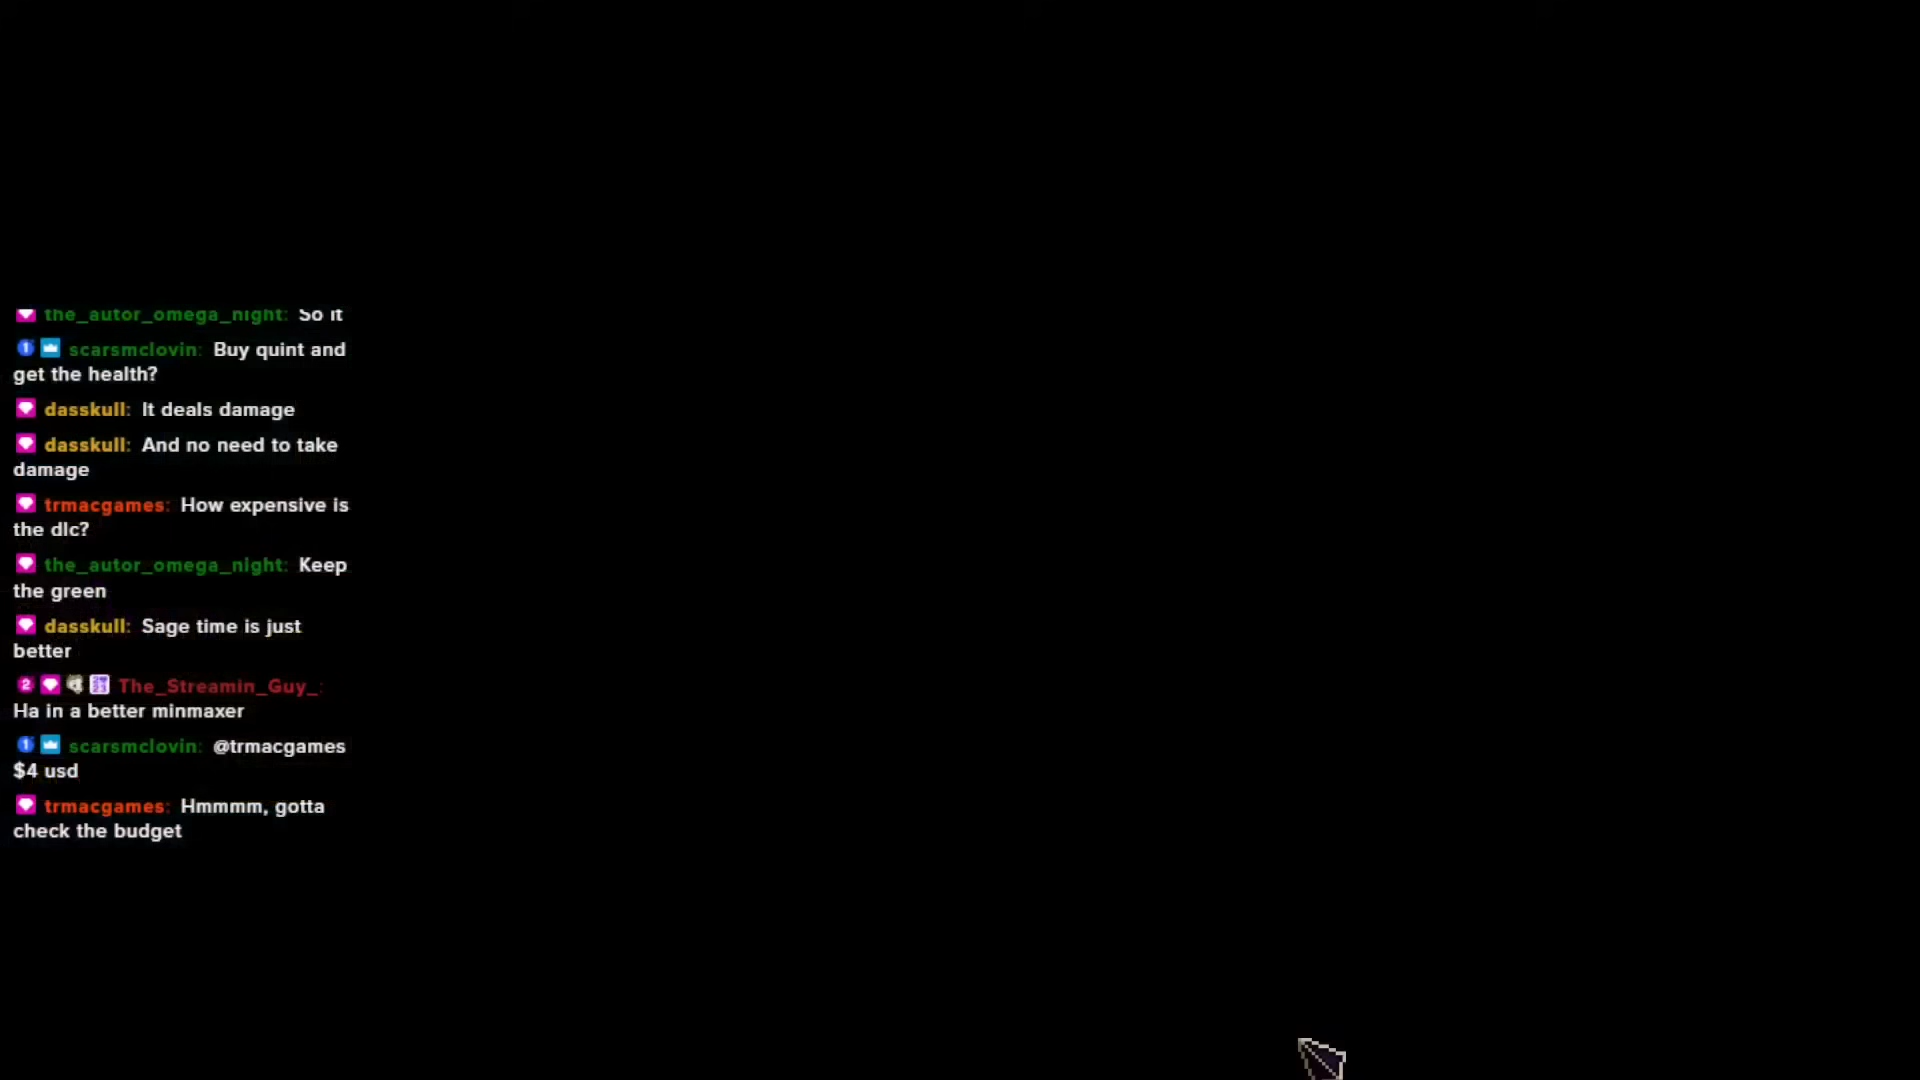 the_autor_omega_night: So it
scarsmclovin: Buy quint and
get the health?
dasskull: It deals damage
dasskull: And no need to take
damage
trmacgames: How expensive is
the dlc?
the_autor_omega_night: Keep
the green
dasskull: Sage time is just
better
The_Streamin_Guy_:
Ha in a better minmaxer
scarsmclovin: @trmacgames
$4 usd
trmacgames: Hmmmm, gotta
check the budget